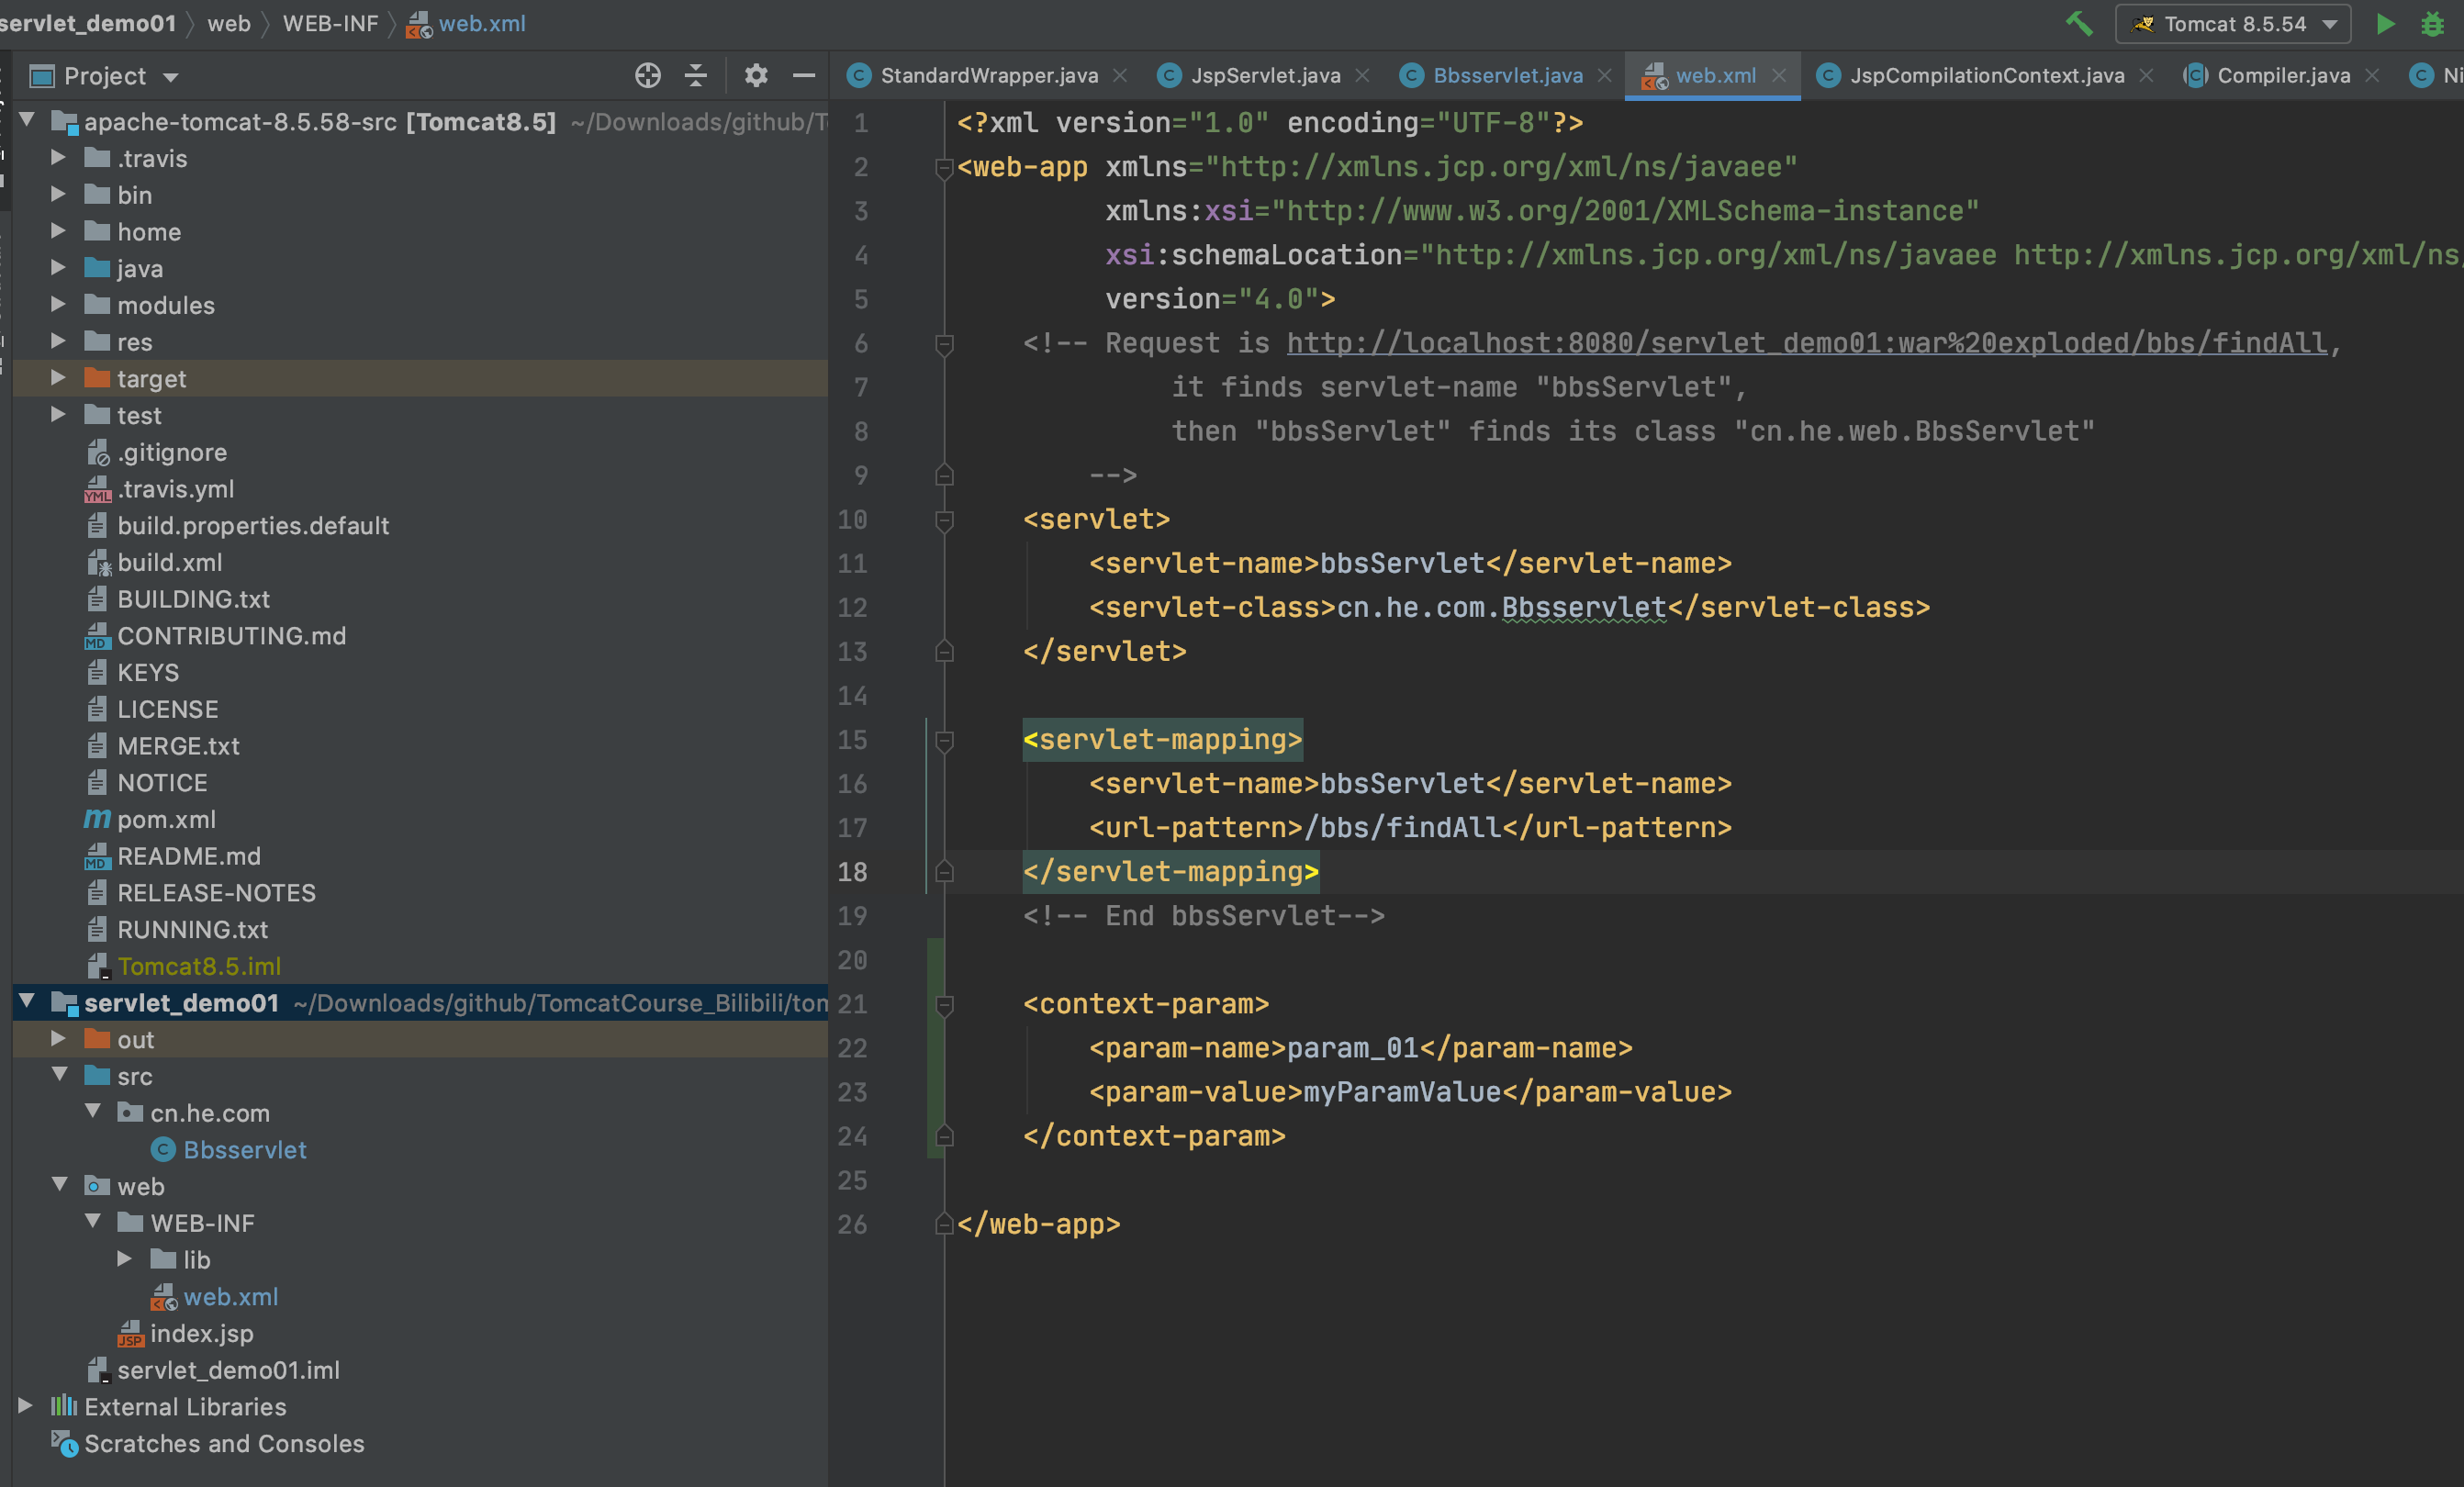 servlet_demo01 〉 web 〉 WEB-INF 〉 web.xml
Tomcat 8.5.54
Project
StandardWrapper.java
JspServlet.java
Bbsservlet.java
web.xml
JspCompilationContext.java
Compiler.java
apache-tomcat-8.5.58-src [Tomcat8.5] ~/Downloads/github/T
.travis
bin
home
java
modules
res
target
test
.gitignore
.travis.yml
build.properties.default
build.xml
BUILDING.txt
CONTRIBUTING.md
KEYS
LICENSE
MERGE.txt
NOTICE
pom.xml
README.md
RELEASE-NOTES
RUNNING.txt
Tomcat8.5.iml
servlet_demo01 ~/Downloads/github/TomcatCourse_Bilibili/tom
out
src
cn.he.com
Bbsservlet
web
WEB-INF
lib
web.xml
index.jsp
servlet_demo01.iml
External Libraries
Scratches and Consoles
1 <?xml version="1.0" encoding="UTF-8"?>
2 <web-app xmlns="http://xmlns.jcp.org/xml/ns/javaee"
3 xmlns:xsi="http://www.w3.org/2001/XMLSchema-instance"
4 xsi:schemaLocation="http://xmlns.jcp.org/xml/ns/javaee http://xmlns.jcp.org/xml/ns
5 version="4.0">
6 <!-- Request is http://localhost:8080/servlet_demo01:war%20exploded/bbs/findAll,
7 it finds servlet-name "bbsServlet",
8 then "bbsServlet" finds its class "cn.he.web.BbsServlet"
9 -->
10 <servlet>
11 <servlet-name>bbsServlet</servlet-name>
12 <servlet-class>cn.he.com.Bbsservlet</servlet-class>
13 </servlet>
14
15 <servlet-mapping>
16 <servlet-name>bbsServlet</servlet-name>
17 <url-pattern>/bbs/findAll</url-pattern>
18 </servlet-mapping>
19 <!-- End bbsServlet-->
20
21 <context-param>
22 <param-name>param_01</param-name>
23 <param-value>myParamValue</param-value>
24 </context-param>
25
26 </web-app>